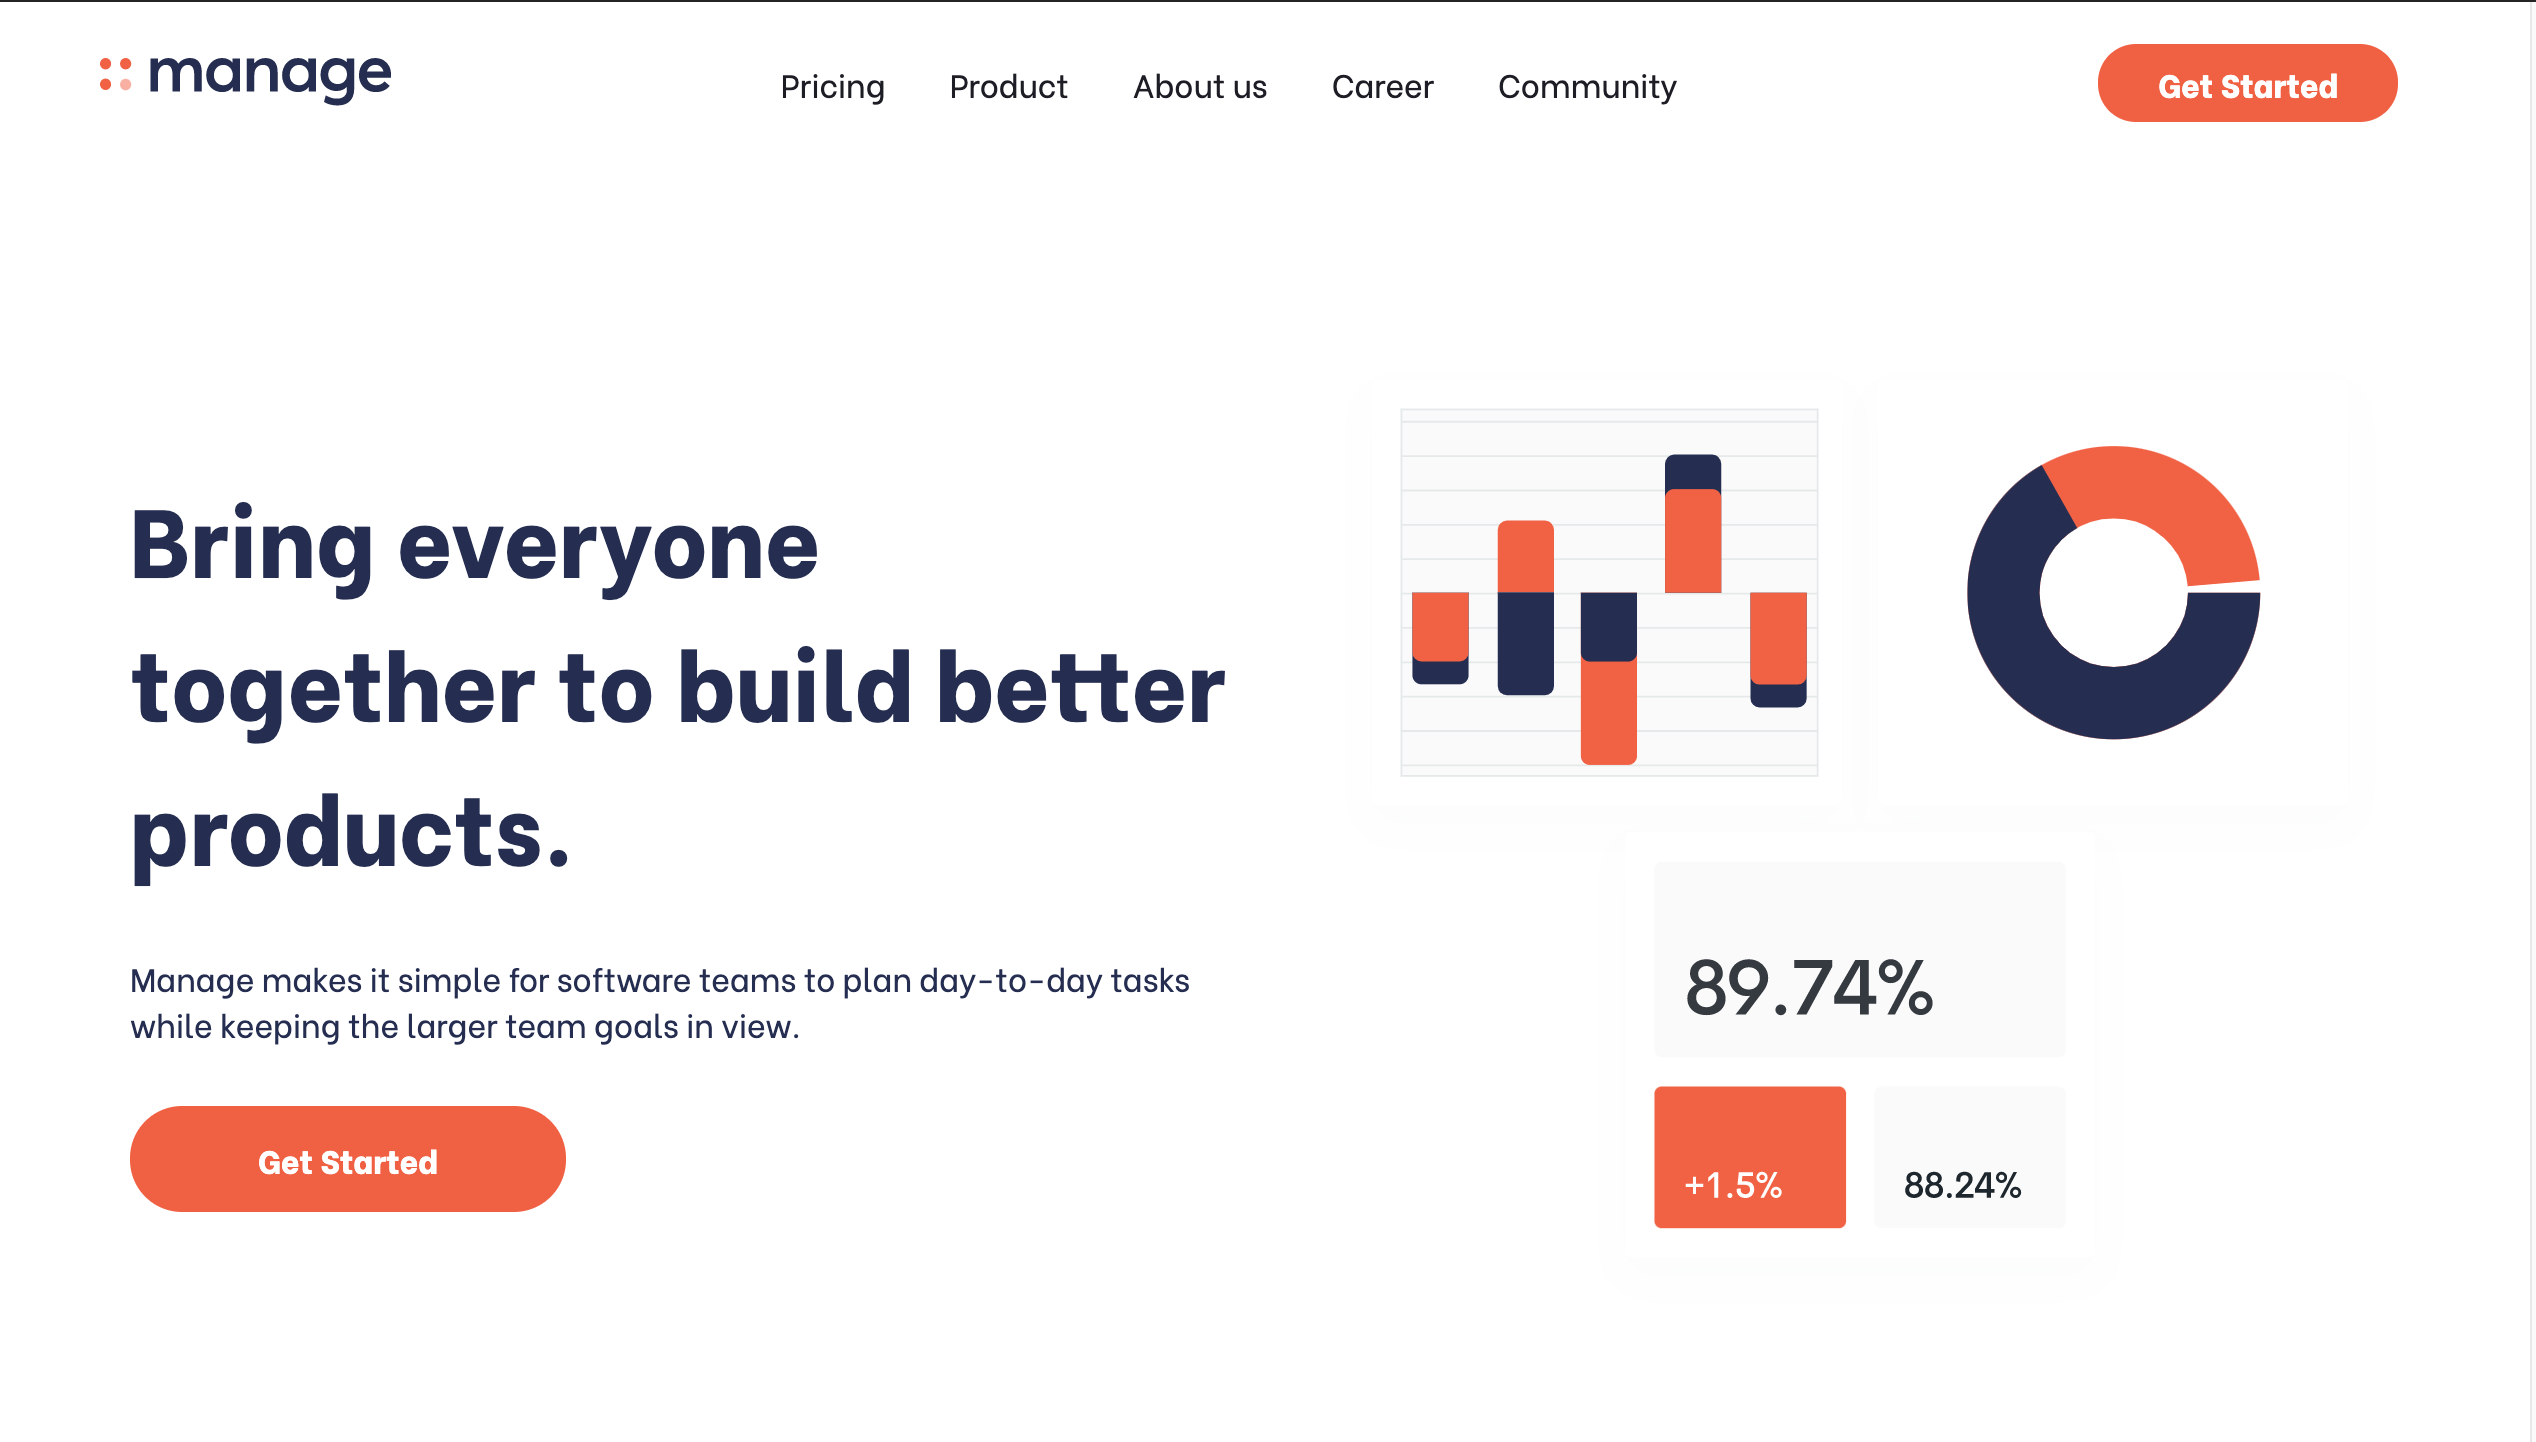 manage
Pricing
Product
About us
Career
Community
Get Started
Bring everyone
together to build better
products.
Manage makes it simple for software teams to plan day-to-day tasks
while keeping the larger team goals in view.
Get Started
89.74%
+1.5%
88.24%